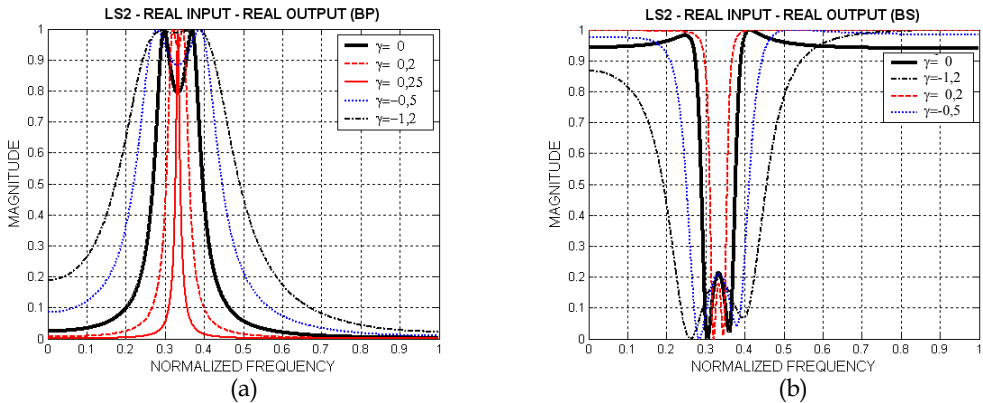 LS2 - REAL INPUT - REAL OUTPUT (BP)
1
0.9
0.8
0.7
0.6
0.5
0.4
0.3
0.2
0.1
0
MAGNITUDE
γ= 0
γ= 0,2
γ= 0,25
γ=−0,5
γ=−1,2
0 0.1 0.2 0.3 0.4 0.5 0.6 0.7 0.8 0.9 1
NORMALIZED FREQUENCY
(a)
LS2 - REAL INPUT - REAL OUTPUT (BS)
1
0.9
0.8
0.7
0.6
0.5
0.4
0.3
0.2
0.1
0
MAGNITUDE
γ= 0
γ=-1,2
γ= 0,2
γ=-0,5
0 0.1 0.2 0.3 0.4 0.5 0.6 0.7 0.8 0.9 1
NORMALIZED FREQUENCY
(b)